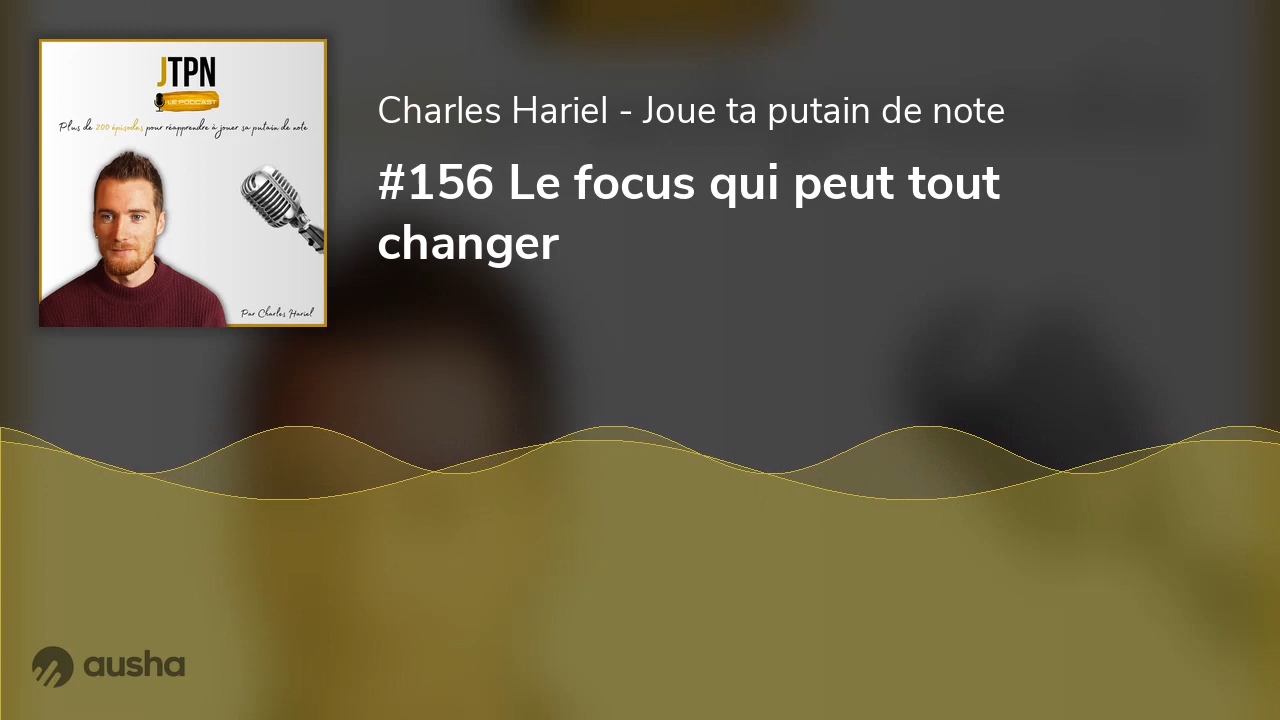 JTPN
LE PODCAST
Plus de 200 épisodes pour réapprendre à jouer sa putain de note
Par Charles Hariel
Charles Hariel - Joue ta putain de note
#156 Le focus qui peut tout
changer
ausha